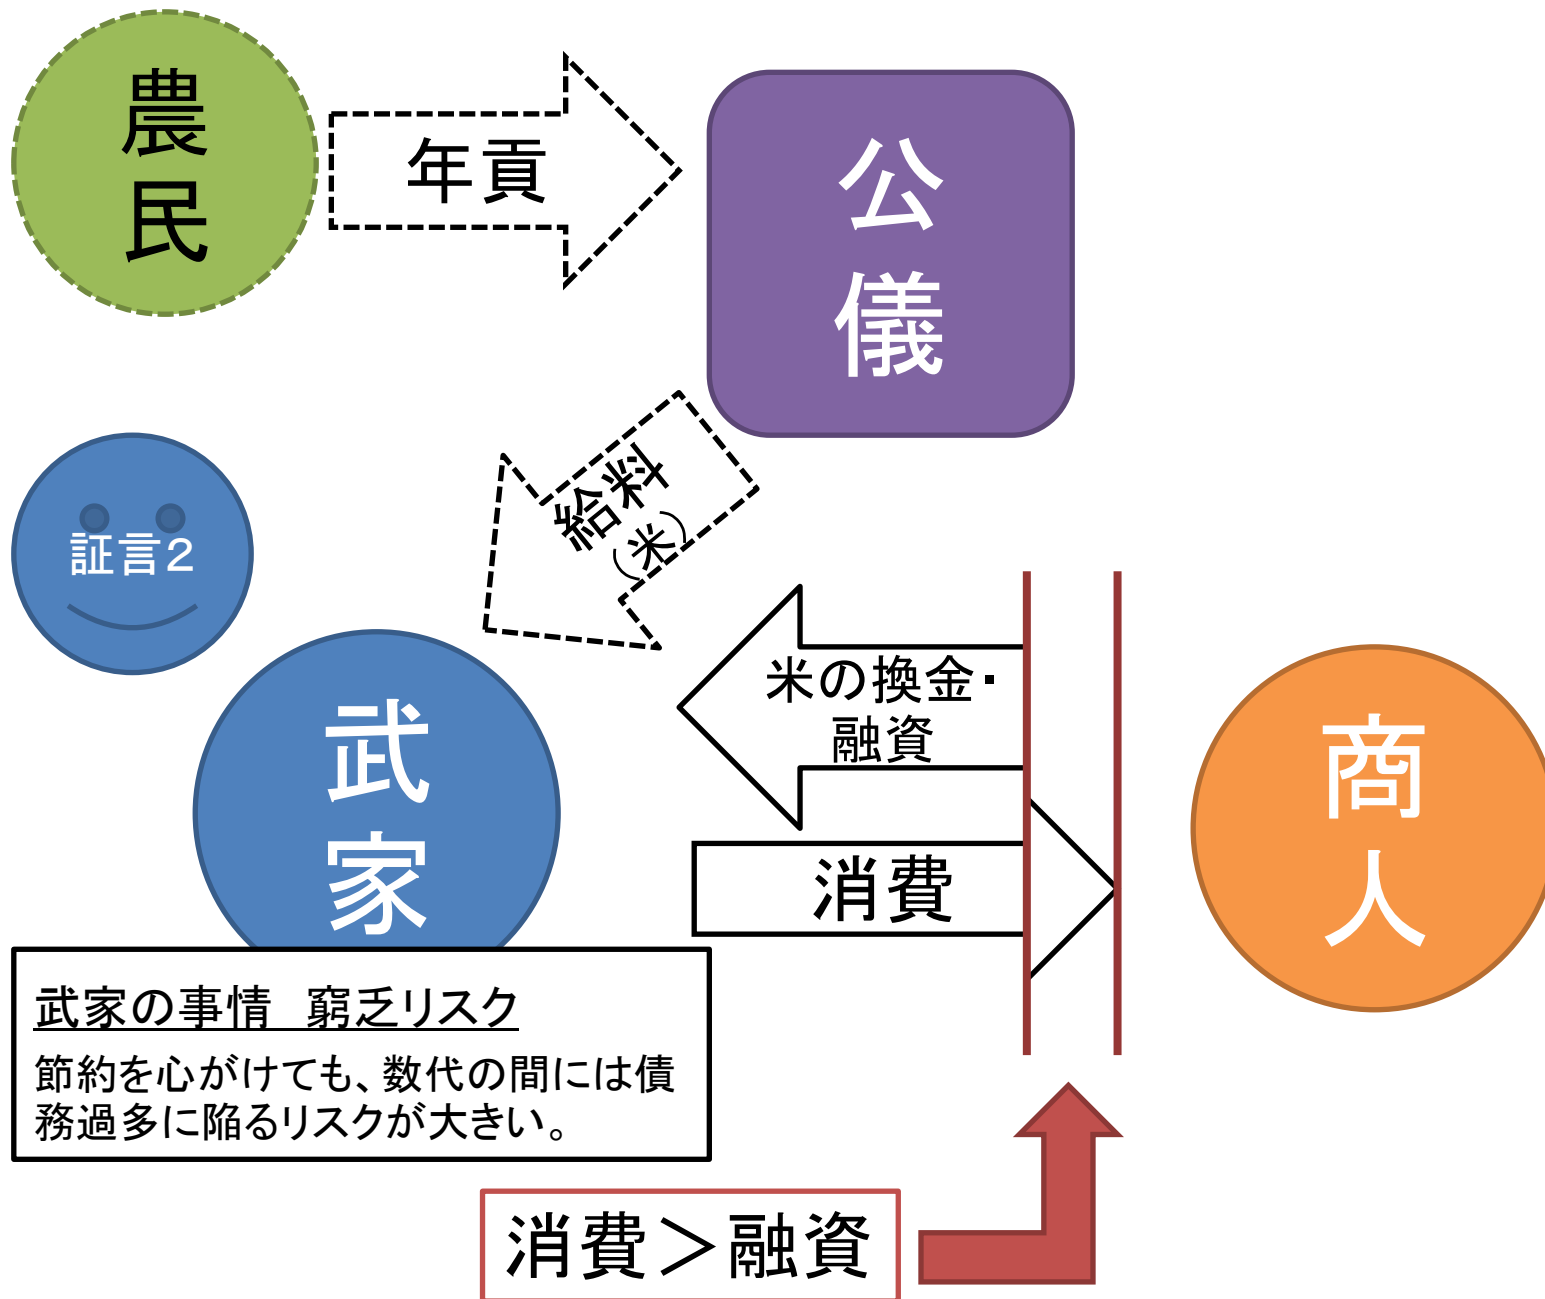 農民
年貢
公儀
給料
（米）
証言２
武家
米の換金・
融資
消費
商人
武家の事情　窮乏リスク
節約を心がけても、数代の間には債
務過多に陥るリスクが大きい。
消費＞融資